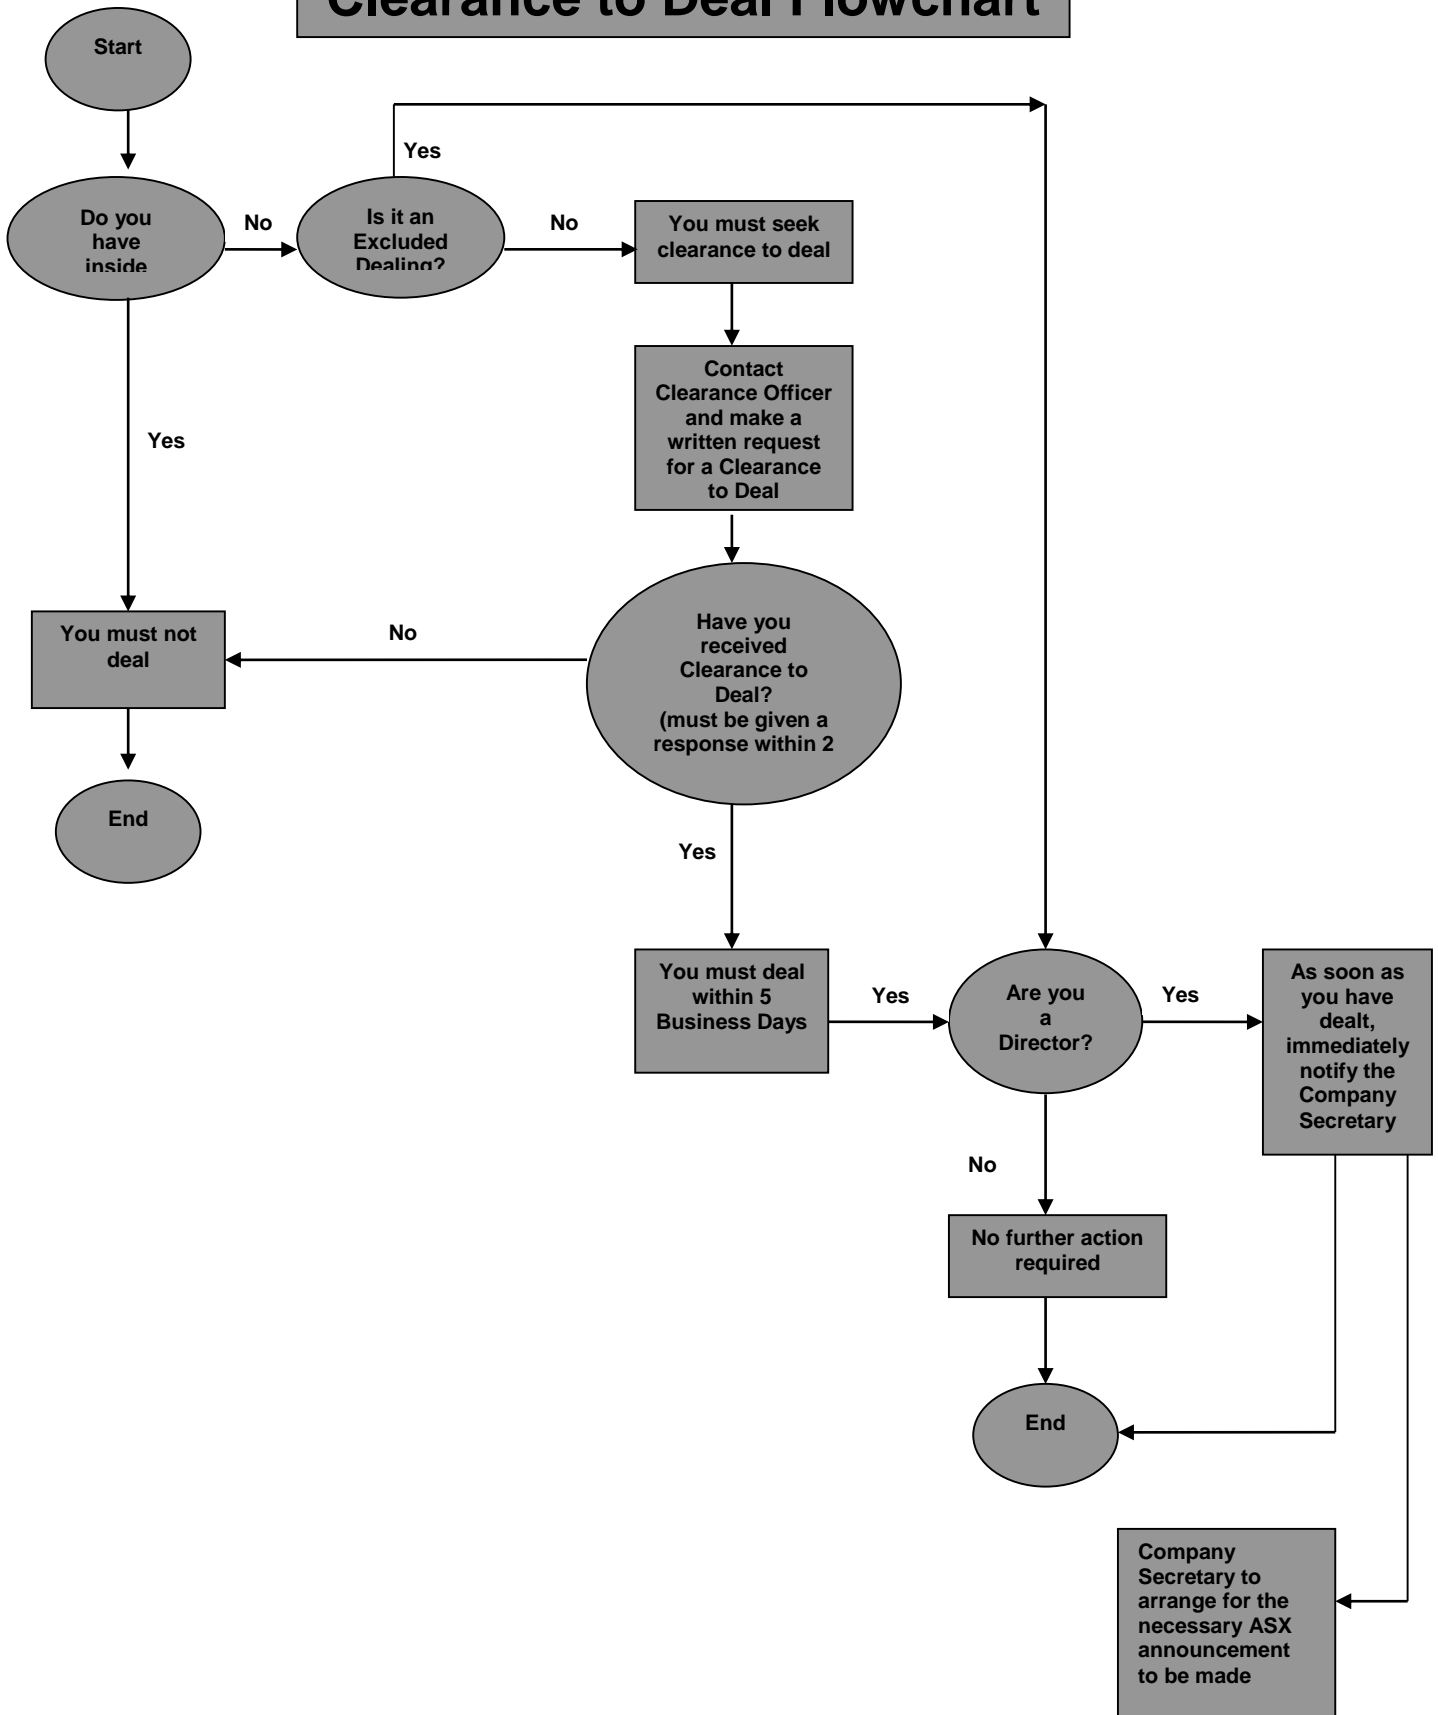 Clearance to Deal Flowchart
Start
Yes
Do you
have
inside
No
Is it an
Excluded
Dealing?
No
You must seek
clearance to deal
Contact
Clearance Officer
and make a
written request
for a Clearance
to Deal
Yes
You must not
deal
No
Have you
received
Clearance to
Deal?
(must be given a
response within 2
End
Yes
You must deal
within 5
Business Days
Yes
Are you
a
Director?
Yes
As soon as
you have
dealt,
immediately
notify the
Company
Secretary
No
No further action
required
End
Company
Secretary to
arrange for the
necessary ASX
announcement
to be made